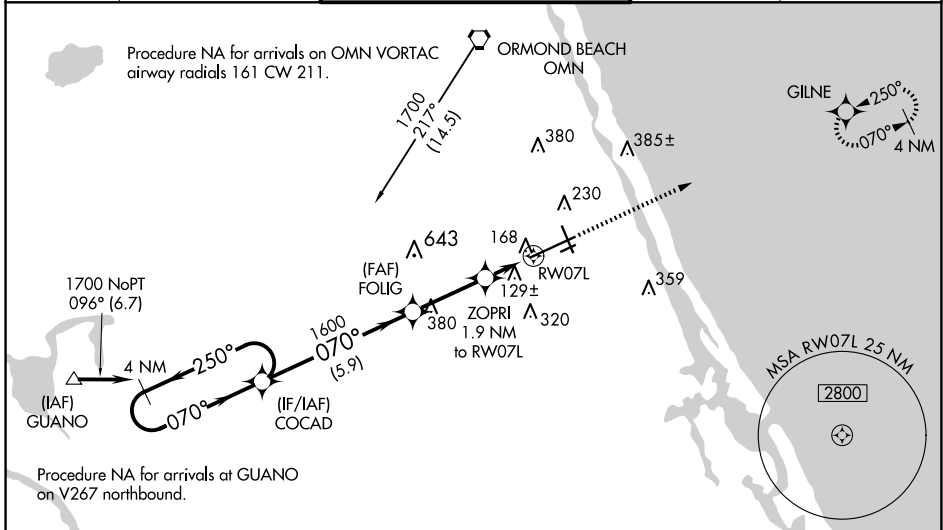 Procedure NA for arrivals on OMN VORTAC
airway radials 161 CW 211.
ORMOND BEACH
OMN
1700
217°
(14.5)
GILNE
250°
070°
4 NM
380
385±
230
643
168
(FAF)
FOLIG
RW07L
129±
359
1700 NoPT
096° (6.7)
380
ZOPRI
1.9 NM
to RW07L
320
1600
070°
(5.9)
4 NM
250°
070°
(IAF)
GUANO
(IF/IAF)
COCAD
MSA RW07L 25 NM
2800
Procedure NA for arrivals at GUANO
on V267 northbound.